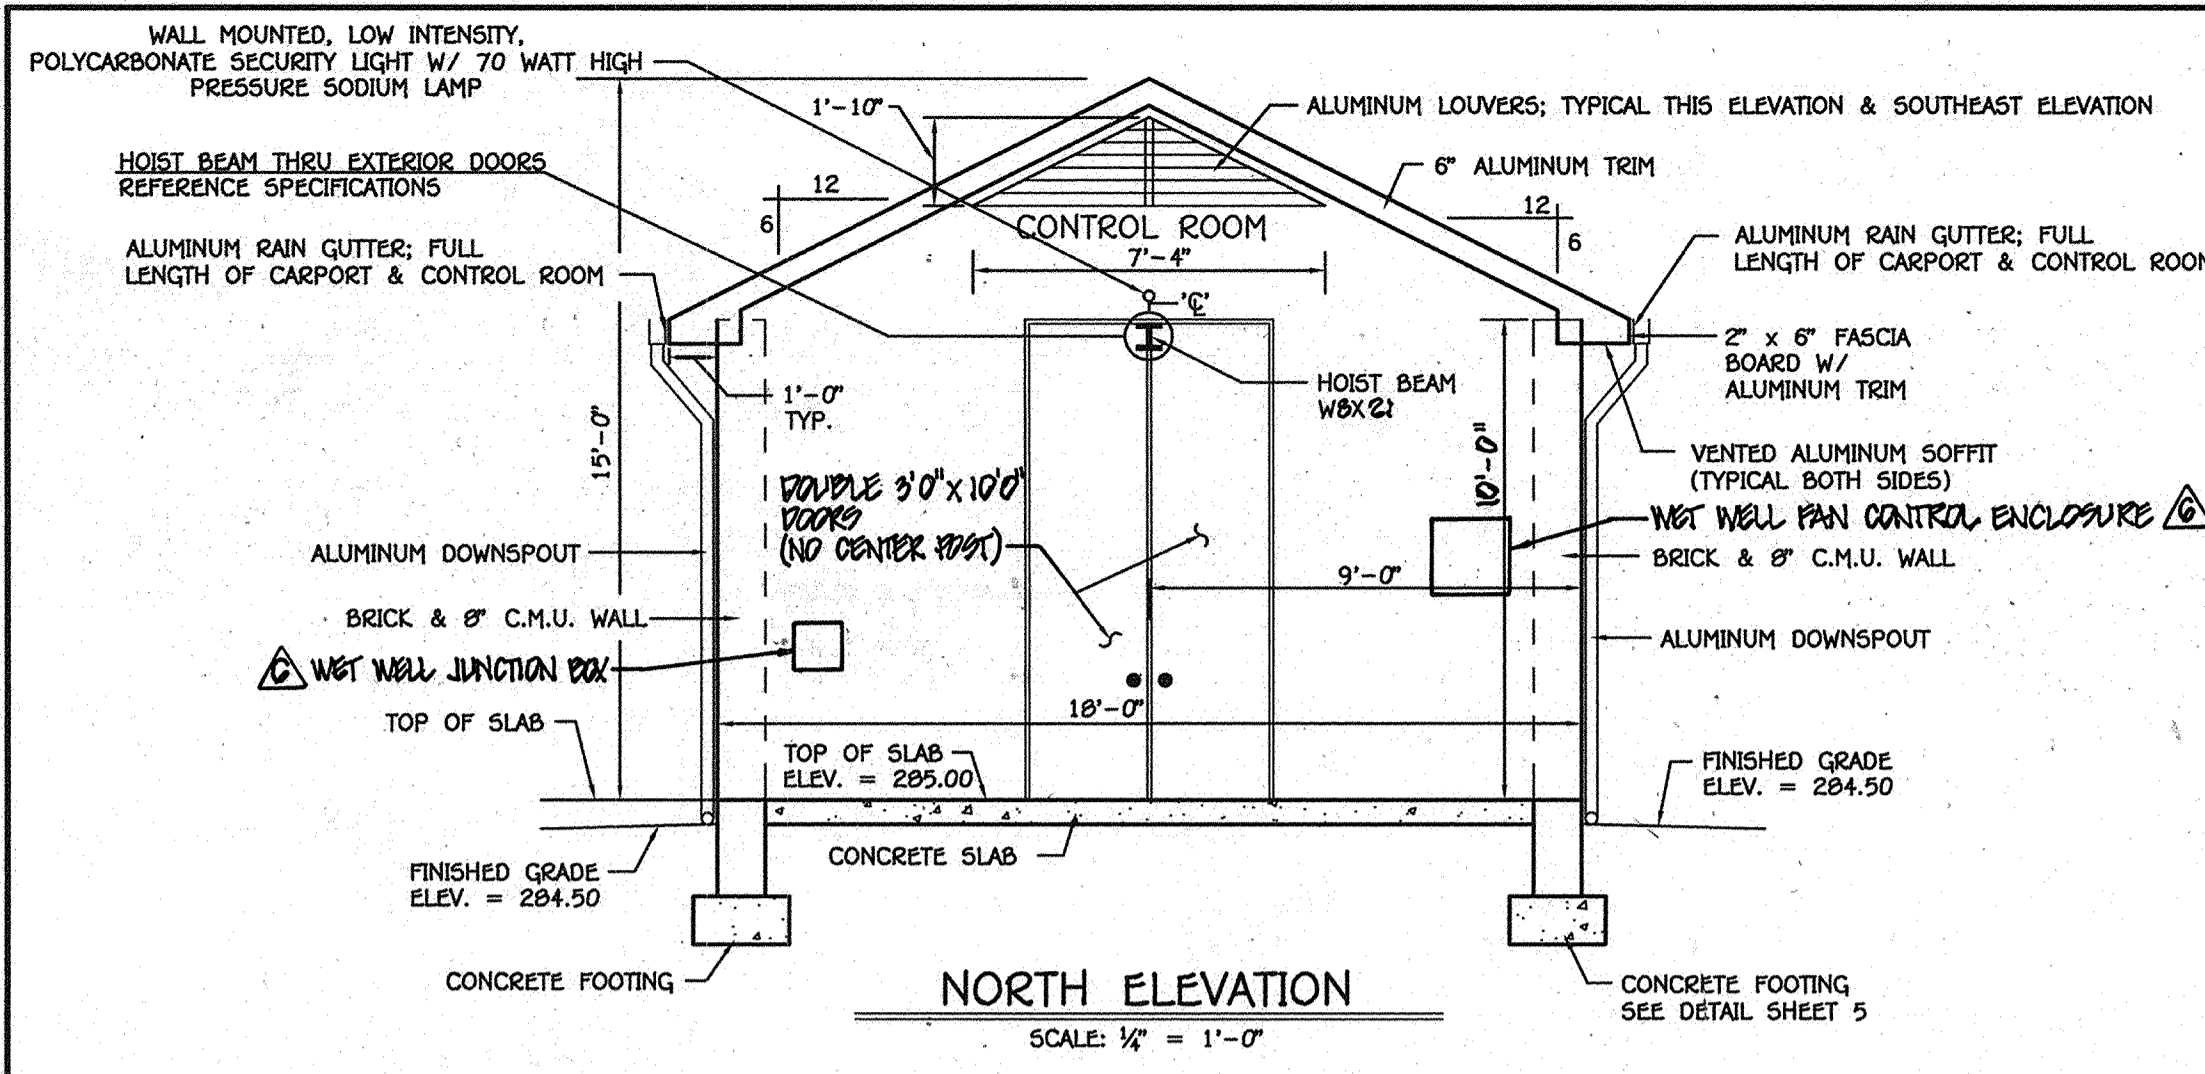 WALL MOUNTED, LOW INTENSITY,
POLYCARBONATE SECURITY LIGHT W/ 70 WATT HIGH
PRESSURE SODIUM LAMP
1'-10"
ALUMINUM LOUVERS; TYPICAL THIS ELEVATION & SOUTHEAST ELEVATION
HOIST BEAM THRU EXTERIOR DOORS
REFERENCE SPECIFICATIONS
6" ALUMINUM TRIM
12
6
12
6
CONTROL ROOM
7'-4"
ALUMINUM RAIN GUTTER; FULL
LENGTH OF CARPORT & CONTROL ROOM
ALUMINUM RAIN GUTTER; FULL
LENGTH OF CARPORT & CONTROL ROOM
'℄'
2" x 6" FASCIA
BOARD W/
ALUMINUM TRIM
1'-0"
TYP.
HOIST BEAM
W8X21
15'-0"
10'-0"
VENTED ALUMINUM SOFFIT
(TYPICAL BOTH SIDES)
DOUBLE 3'0" X 10'0"
DOORS
(NO CENTER POST)
WET WELL FAN CONTROL ENCLOSURE 6
ALUMINUM DOWNSPOUT
BRICK & 8" C.M.U. WALL
9'-0"
BRICK & 8" C.M.U. WALL
ALUMINUM DOWNSPOUT
6 WET WELL JUNCTION BOX
18'-0"
TOP OF SLAB
TOP OF SLAB
ELEV. = 285.00
FINISHED GRADE
ELEV. = 284.50
CONCRETE SLAB
FINISHED GRADE
ELEV. = 284.50
CONCRETE FOOTING
CONCRETE FOOTING
SEE DETAIL SHEET 5
NORTH ELEVATION
SCALE: ¼" = 1'-0"